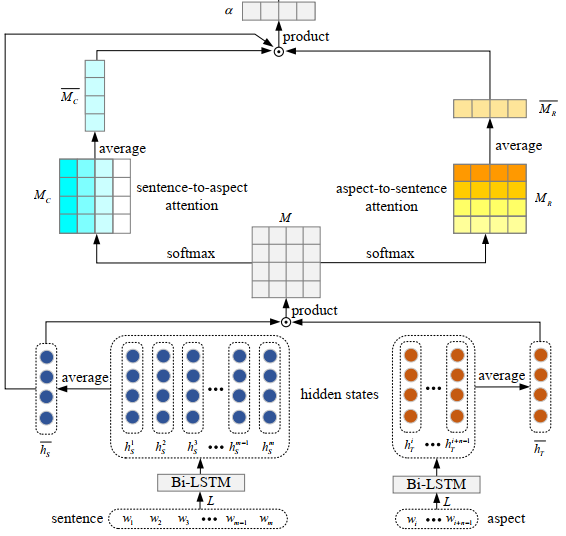 α
product
M̅_C
M̅_R
average
average
M_C
sentence-to-aspect
attention
aspect-to-sentence
attention
M_R
M
softmax
softmax
product
average
hidden states
average
h̅_S
h_S^1 h_S^2 h_S^3 ••• h_S^{m-1} h_S^m
h_T^i ••• h_T^{i+n-1}
h̅_T
Bi-LSTM
Bi-LSTM
L
L
sentence w_1 w_2 w_3 ••• w_{m-1} w_m
w_i ••• w_{i+n-1} aspect